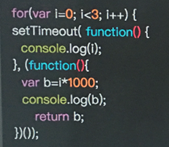 for(var i=0; i<3; i++) {
setTimeout( function() {
console.log(i);
}, (function(){
var b=i*1000;
console.log(b);
return b;
})());